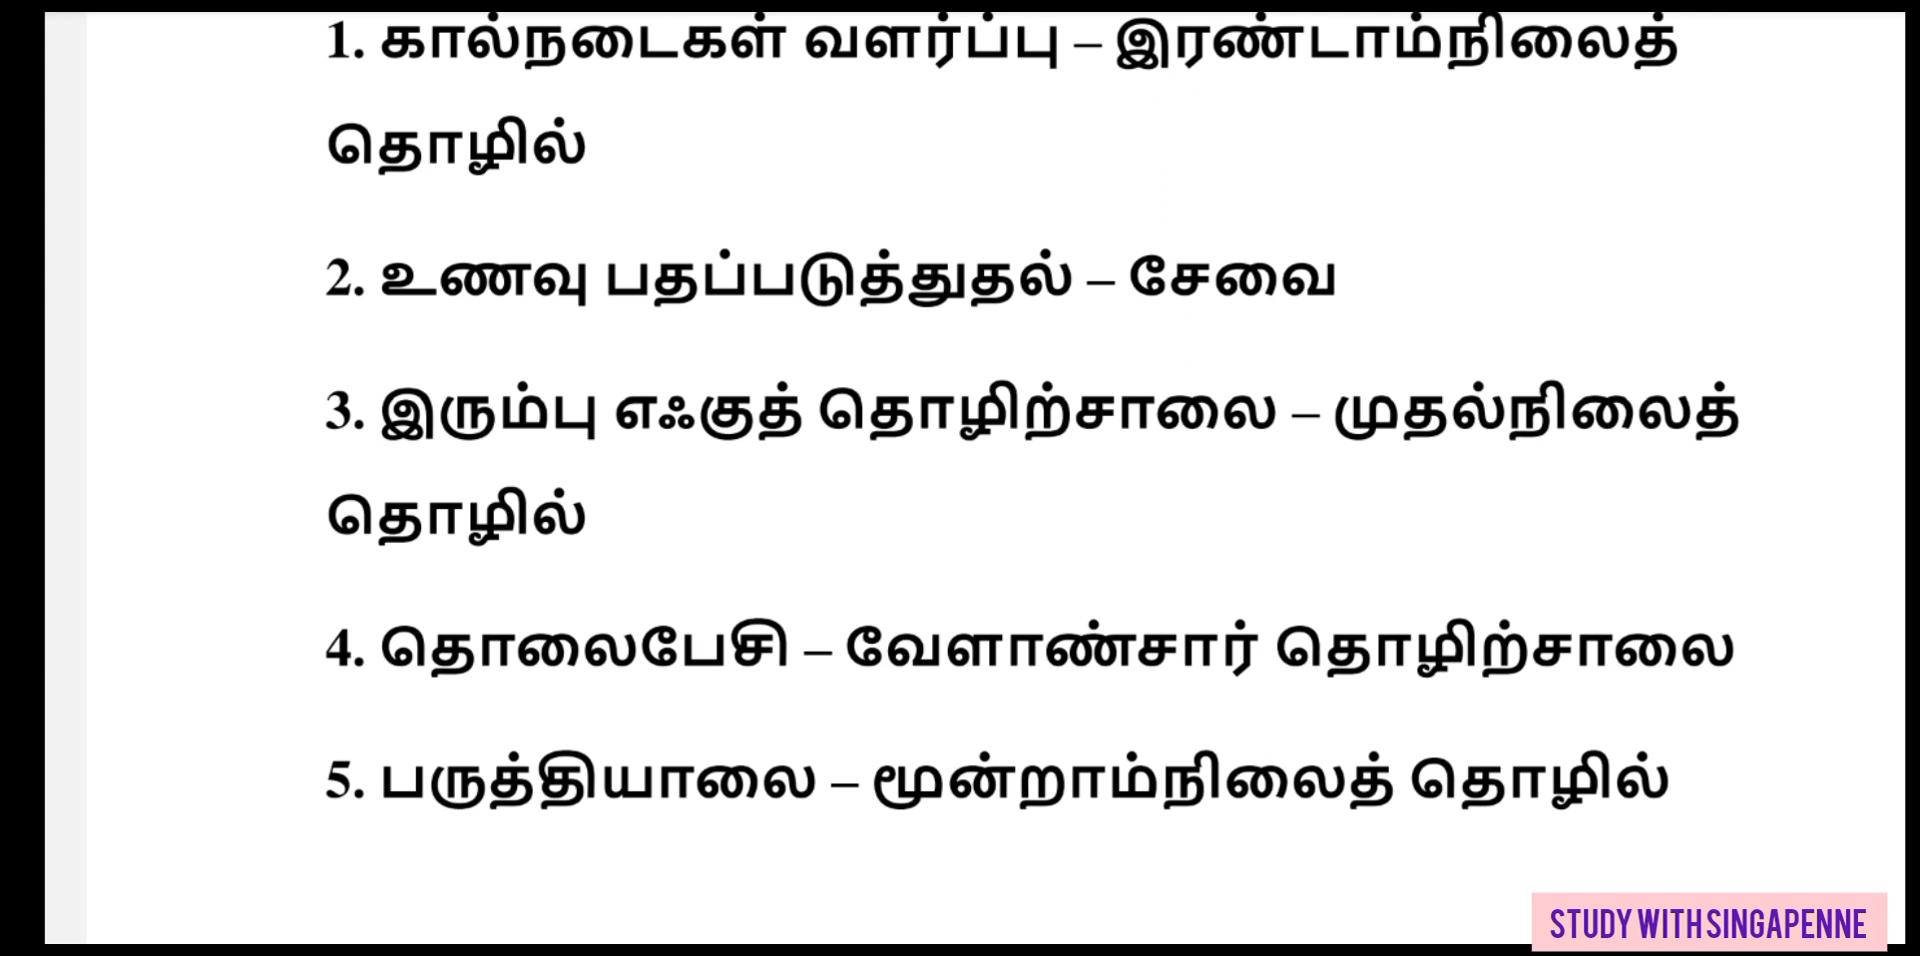 1. கால்நடைகள் வளர்ப்பு – இரண்டாம்நிலைத்
தொழில்
2. உணவு பதப்படுத்துதல் – சேவை
3. இரும்பு எஃகுத் தொழிற்சாலை – முதல்நிலைத்
தொழில்
4. தொலைபேசி – வேளாண்சார் தொழிற்சாலை
5. பருத்தியாலை – மூன்றாம்நிலைத் தொழில்
STUDY WITH SINGAPENNE